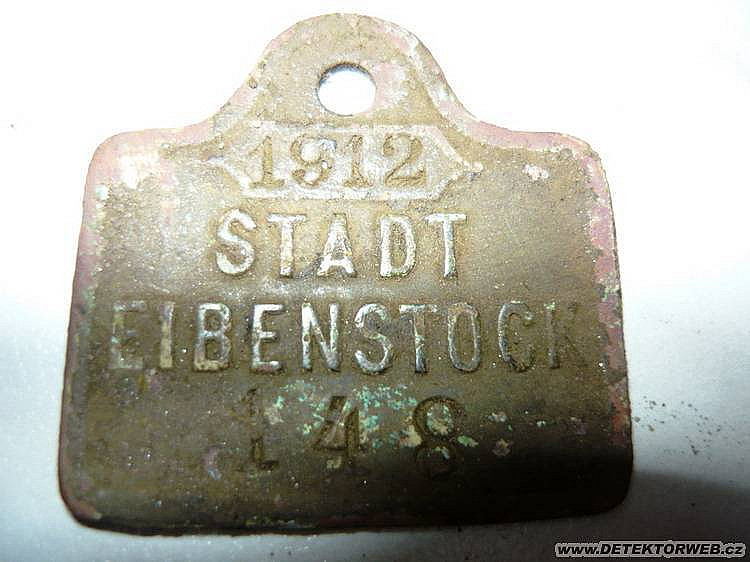 1912
STADT
EIBENSTOCK
148
www.DETEKTORWEB.cz